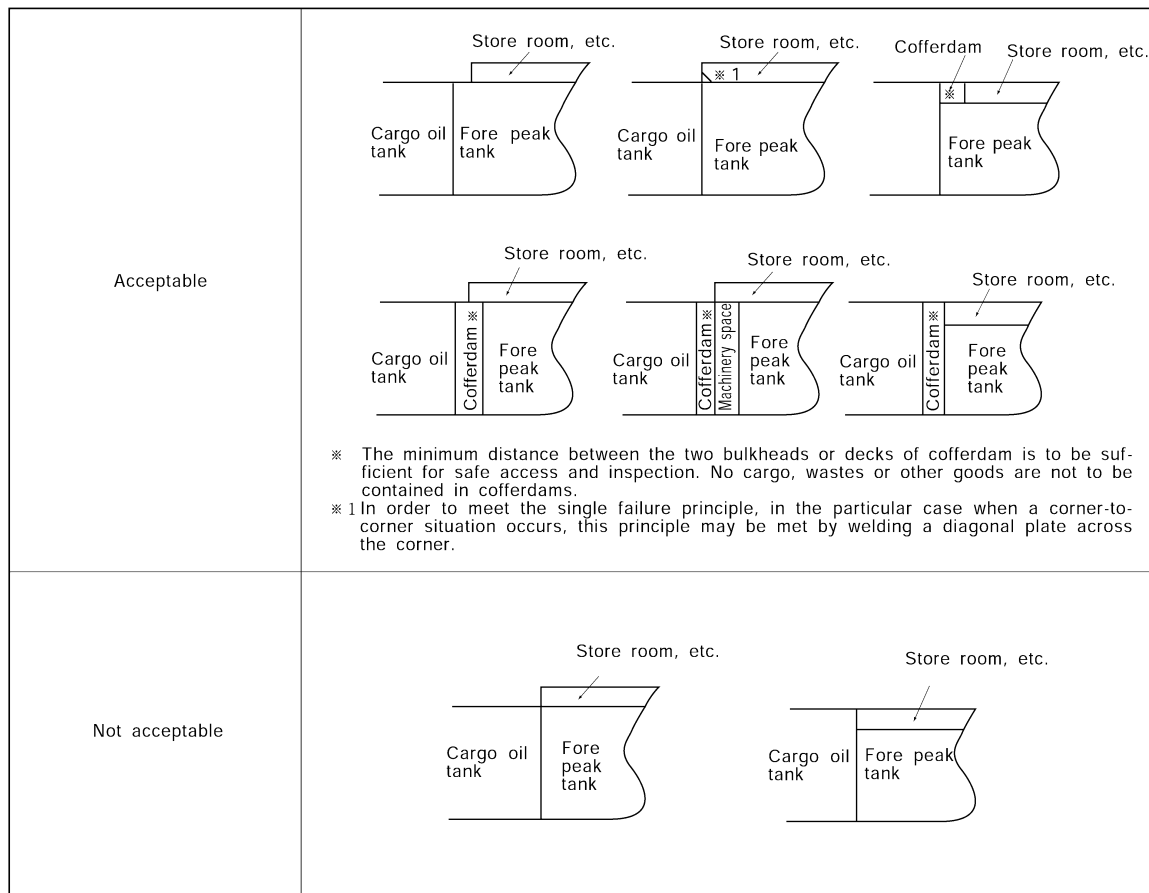 Acceptable
Store room, etc.
Cargo oil
tank
Fore peak
tank
Store room, etc.
※ 1
Cargo oil
tank
Fore peak
tank
Cofferdam
Store room, etc.
※
Fore peak
tank
Store room, etc.
Cargo oil
tank
Cofferdam ※
Fore
peak
tank
Store room, etc.
Cargo oil
tank
Cofferdam ※
Machinery space
Fore
peak
tank
Store room, etc.
Cargo oil
tank
Cofferdam ※
Fore
peak
tank
※ The minimum distance between the two bulkheads or decks of cofferdam is to be suf-
ficient for safe access and inspection. No cargo, wastes or other goods are not to be
contained in cofferdams.
※ 1 In order to meet the single failure principle, in the particular case when a corner-to-
corner situation occurs, this principle may be met by welding a diagonal plate across
the corner.
Not acceptable
Store room, etc.
Cargo oil
tank
Fore
peak
tank
Store room, etc.
Cargo oil
tank
Fore peak
tank